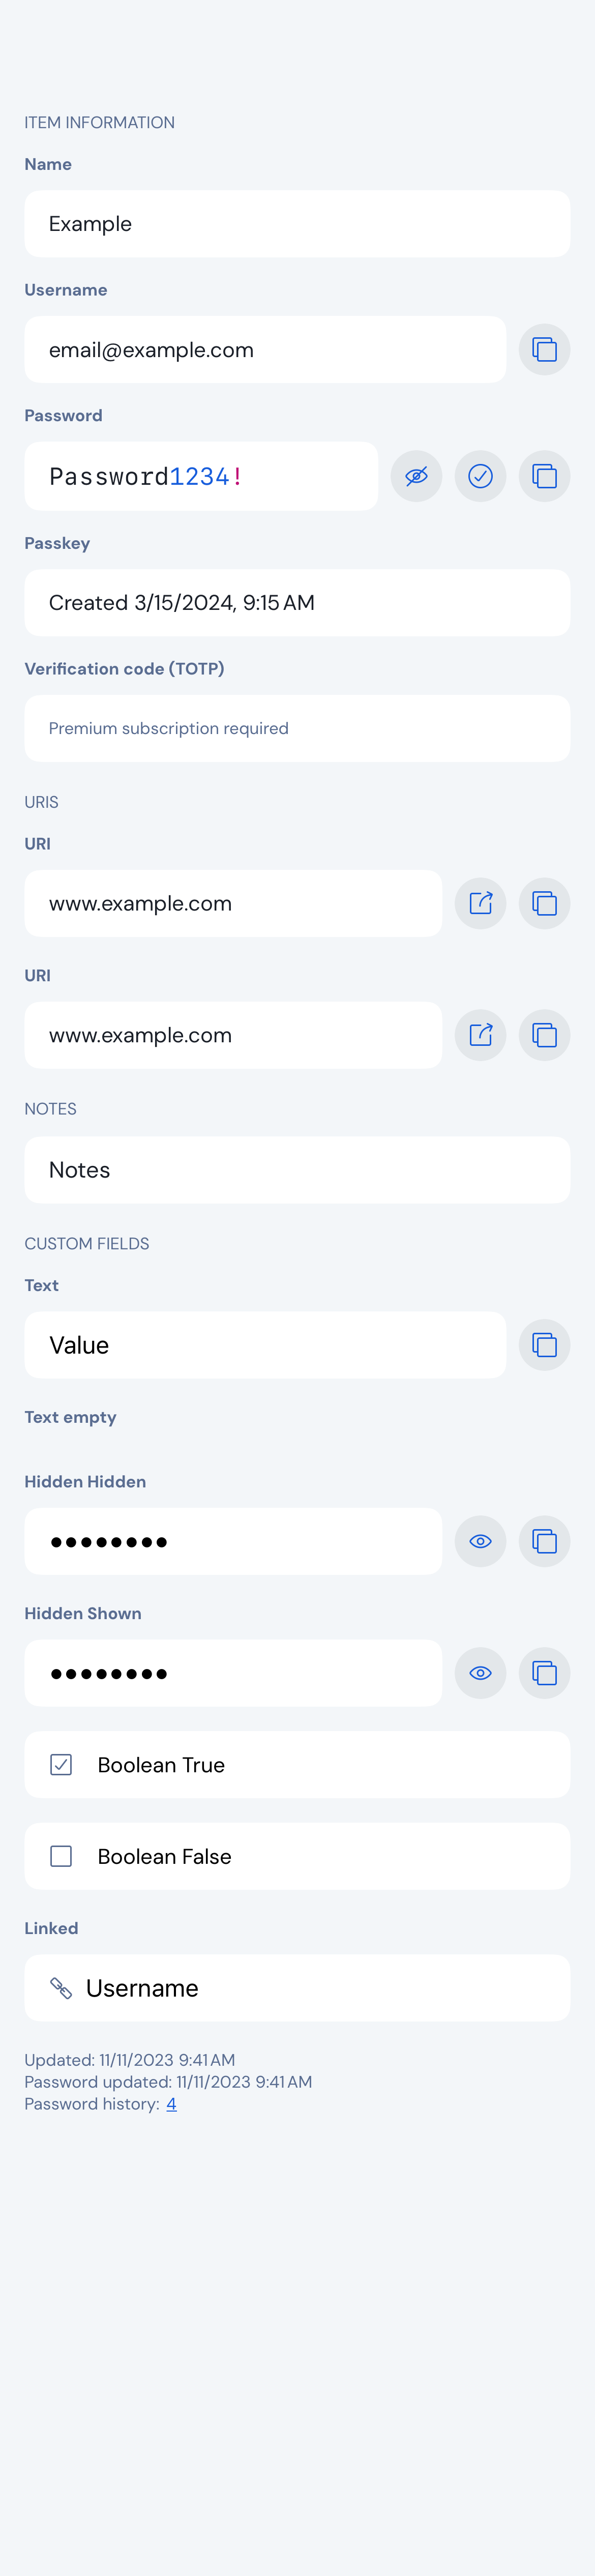 ITEM INFORMATION
Name
Example
Username
email@example.com
Password
Password1234!
Passkey
Created 3/15/2024, 9:15 AM
Verification code (TOTP)
Premium subscription required
URIS
URI
www.example.com
URI
www.example.com
NOTES
Notes
CUSTOM FIELDS
Text
Value
Text empty
Hidden Hidden
••••••••
Hidden Shown
••••••••
Boolean True
Boolean False
Linked
Username
Updated: 11/11/2023 9:41 AM
Password updated: 11/11/2023 9:41 AM
Password history: 4